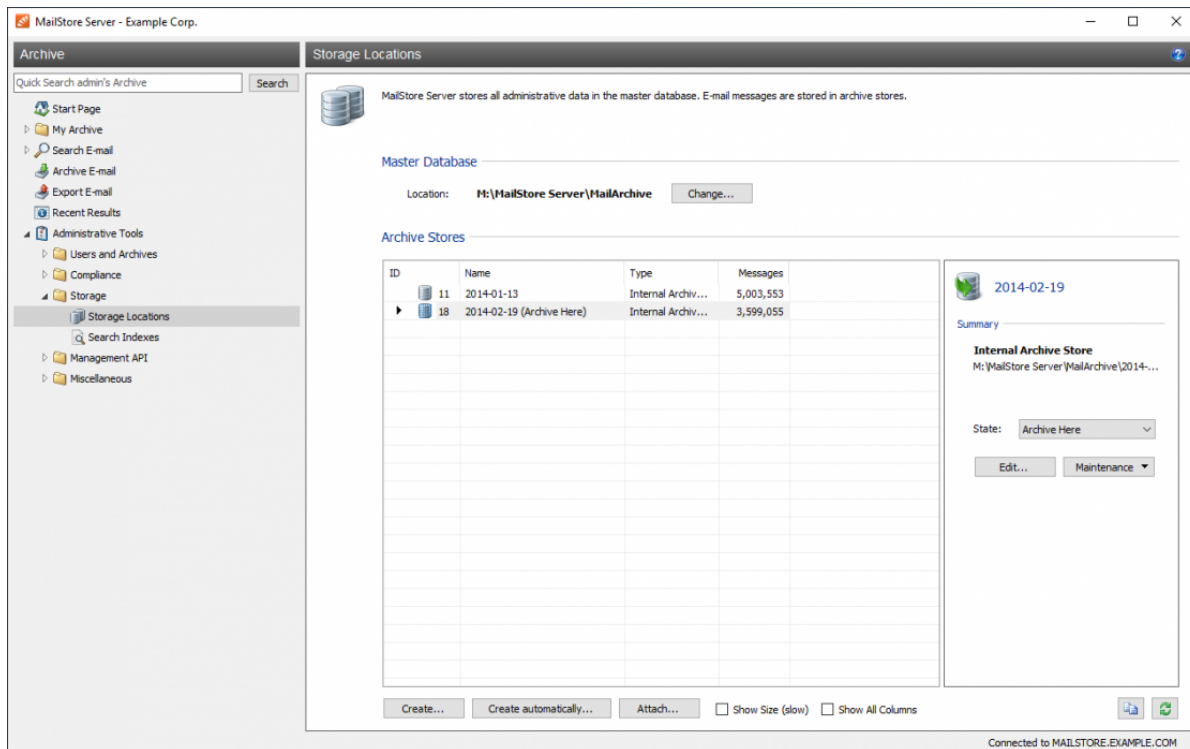 MailStore Server - Example Corp.
Archive
Quick Search admin's Archive
Search
Start Page
My Archive
Search E-mail
Archive E-mail
Export E-mail
Recent Results
Administrative Tools
Users and Archives
Compliance
Storage
Storage Locations
Search Indexes
Management API
Miscellaneous
Storage Locations
MailStore Server stores all administrative data in the master database. E-mail messages are stored in archive stores.
Master Database
Location: M:\MailStore Server\MailArchive Change...
Archive Stores
ID Name Type Messages
11 2014-01-13 Internal Archiv... 5,003,553
18 2014-02-19 (Archive Here) Internal Archiv... 3,599,055
2014-02-19
Summary
Internal Archive Store
M:\MailStore Server\MailArchive\2014-...
State: Archive Here
Edit... Maintenance
Create... Create automatically... Attach... Show Size (slow) Show All Columns
Connected to MAILSTORE.EXAMPLE.COM